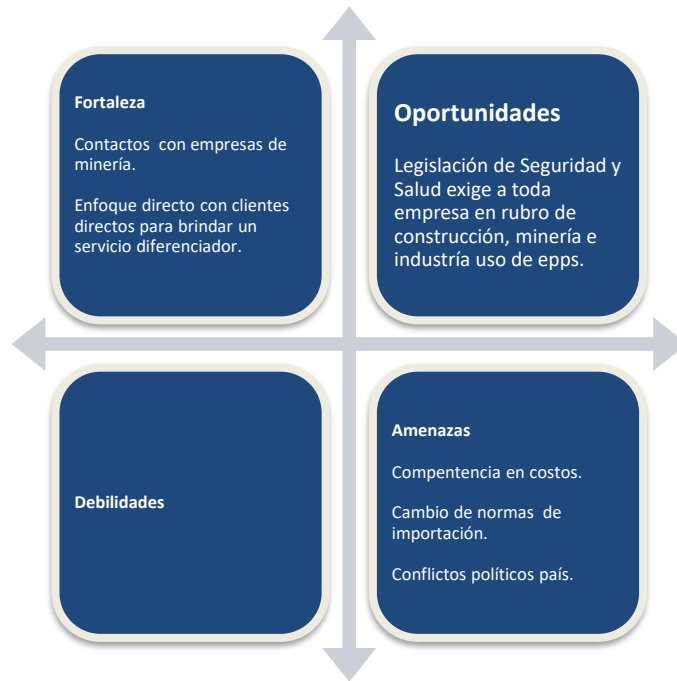 Fortaleza
Contactos con empresas de
minería.
Enfoque directo con clientes
directos para brindar un
servicio diferenciador.
Oportunidades
Legislación de Seguridad y
Salud exige a toda
empresa en rubro de
construcción, minería e
industría uso de epps.
Debilidades
Amenazas
Compentencia en costos.
Cambio de normas de
importación.
Conflictos políticos país.